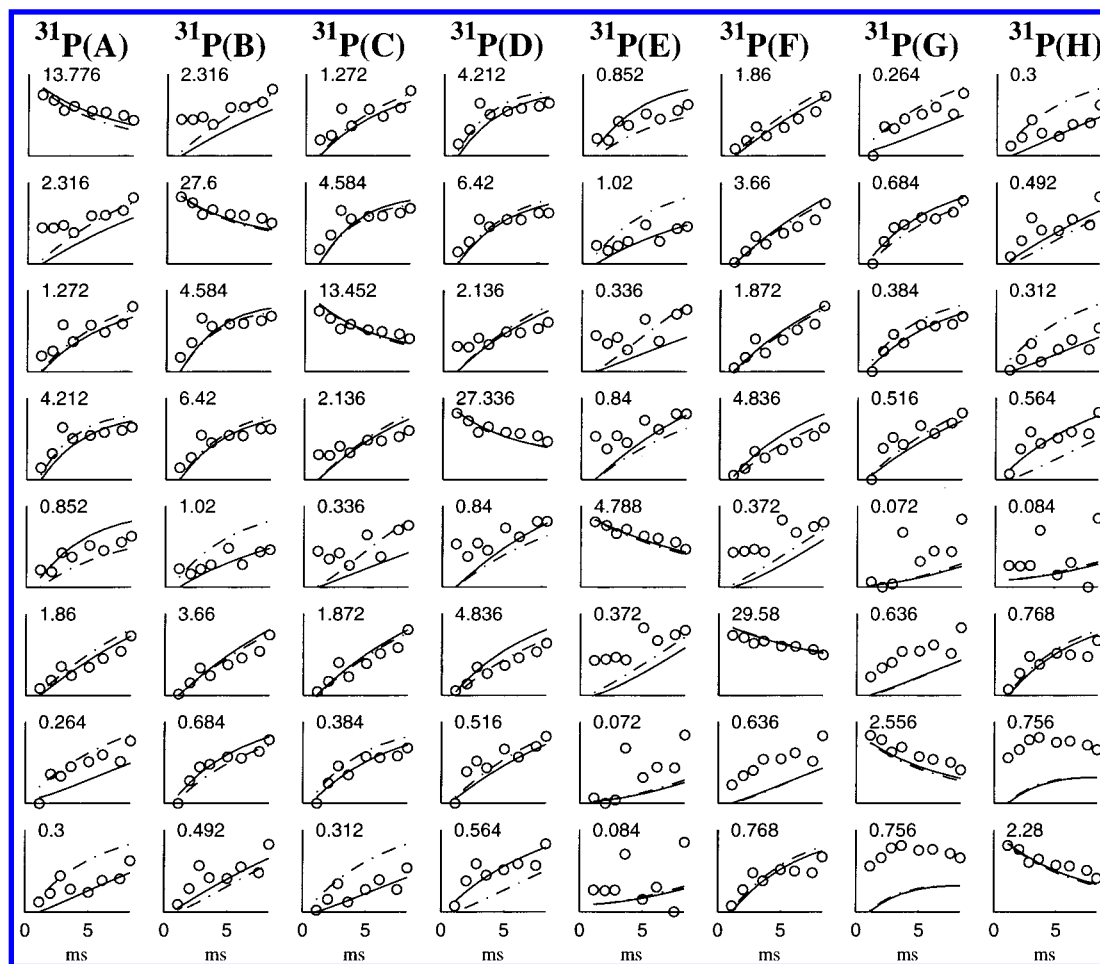 31P(A) 31P(B) 31P(C) 31P(D) 31P(E) 31P(F) 31P(G) 31P(H)
13.776 2.316 1.272 4.212 0.852 1.86 0.264 0.3
2.316 27.6 4.584 6.42 1.02 3.66 0.684 0.492
1.272 4.584 13.452 2.136 0.336 1.872 0.384 0.312
4.212 6.42 2.136 27.336 0.84 4.836 0.516 0.564
0.852 1.02 0.336 0.84 4.788 0.372 0.072 0.084
1.86 3.66 1.872 4.836 0.372 29.58 0.636 0.768
0.264 0.684 0.384 0.516 0.072 0.636 2.556 0.756
0.3 0.492 0.312 0.564 0.084 0.768 0.756 2.28
0 5 0 5 0 5 0 5 0 5 0 5 0 5 0 5
ms ms ms ms ms ms ms ms